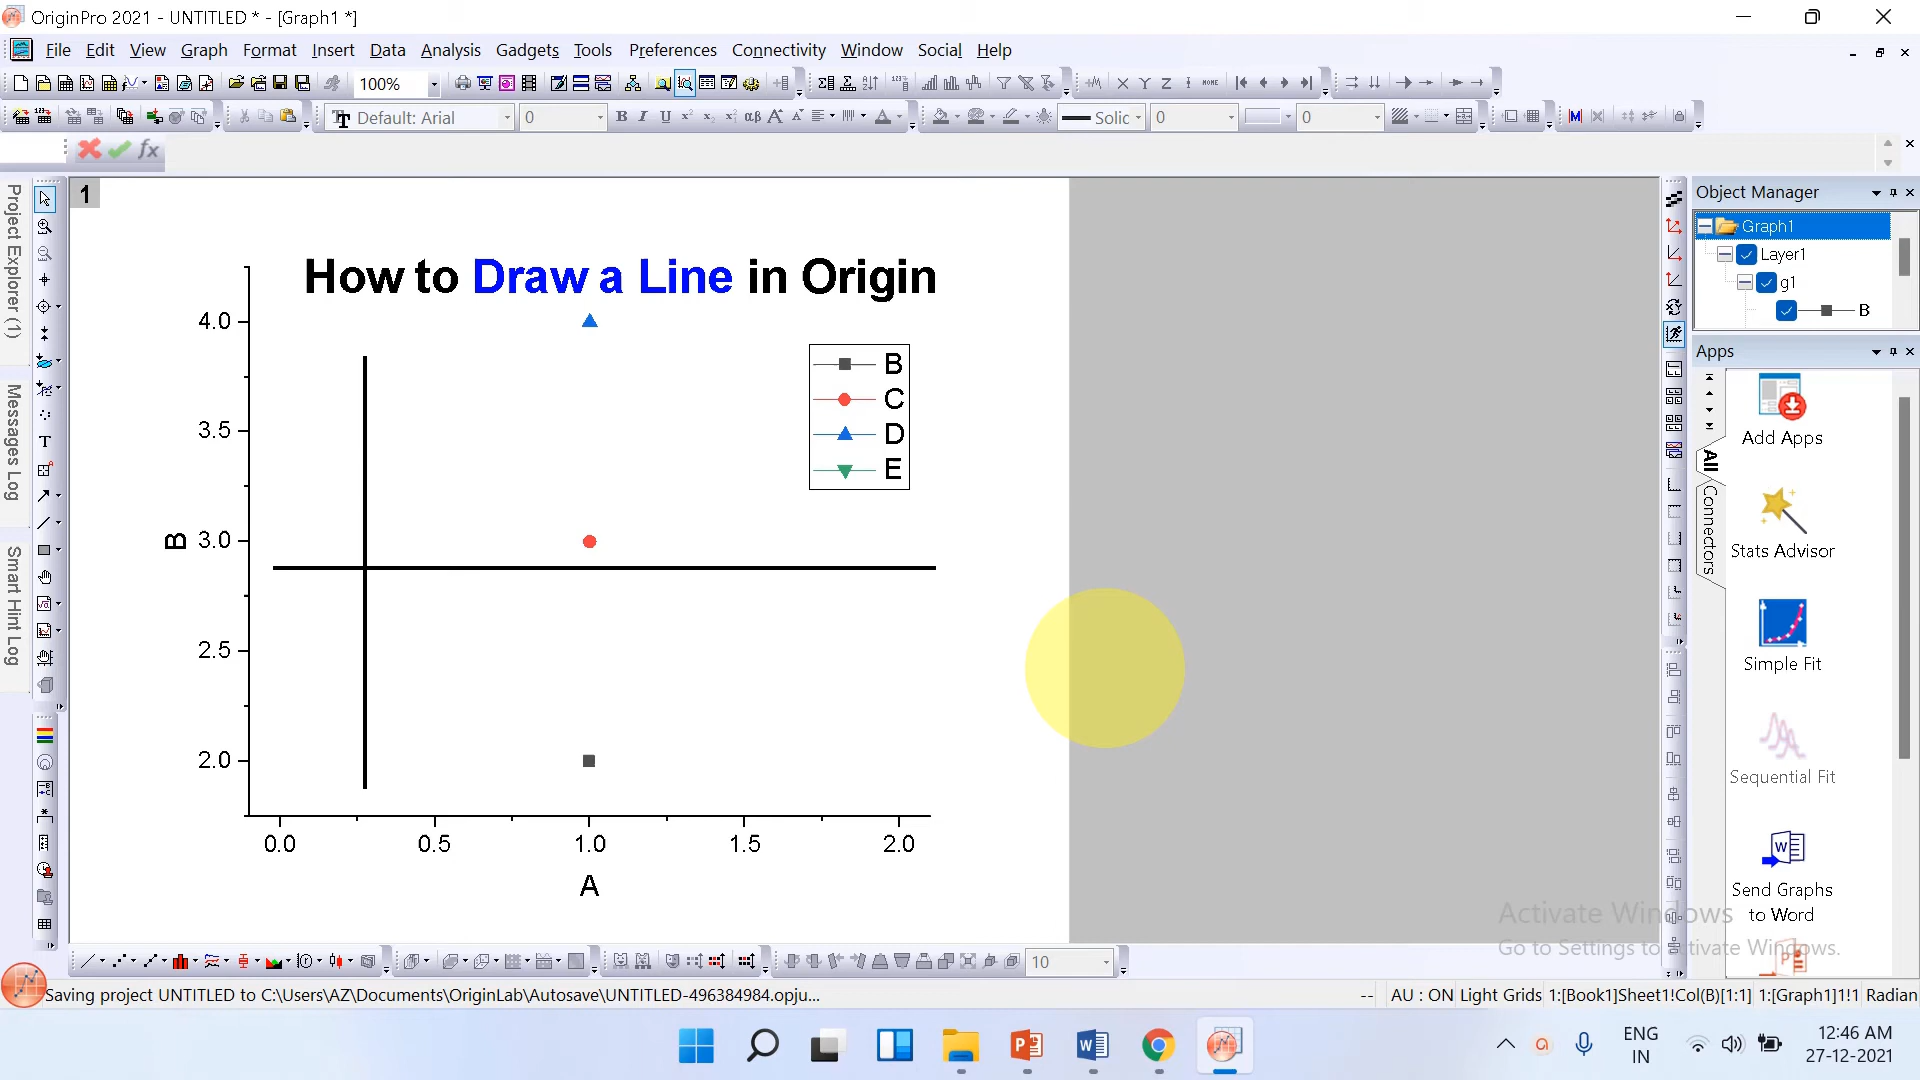 OriginPro 2021 - UNTITLED * - [Graph1 *]
File Edit View Graph Format Insert Data Analysis Gadgets Tools Preferences Connectivity Window Social Help
100%
Default: Arial 0 B I U αβ A A A Solic 0 0
fx
Project Explorer (1)
Messages Log
Smart Hint Log
1
How to Draw a Line in Origin
4.0
3.5
3.0
2.5
2.0
B
B
C
D
E
0.0 0.5 1.0 1.5 2.0
A
Object Manager
Graph1
Layer1
g1
B
Apps
All
Connectors
Add Apps
Stats Advisor
Simple Fit
Sequential Fit
Send Graphs
to Word
Activate Windows
Go to Settings to activate Windows.
10
Saving project UNTITLED to C:\Users\AZ\Documents\OriginLab\Autosave\UNTITLED-496384984.opju...
-- AU : ON Light Grids 1:[Book1]Sheet1!Col(B)[1:1] 1:[Graph1]1!1 Radian
ENG
IN
12:46 AM
27-12-2021